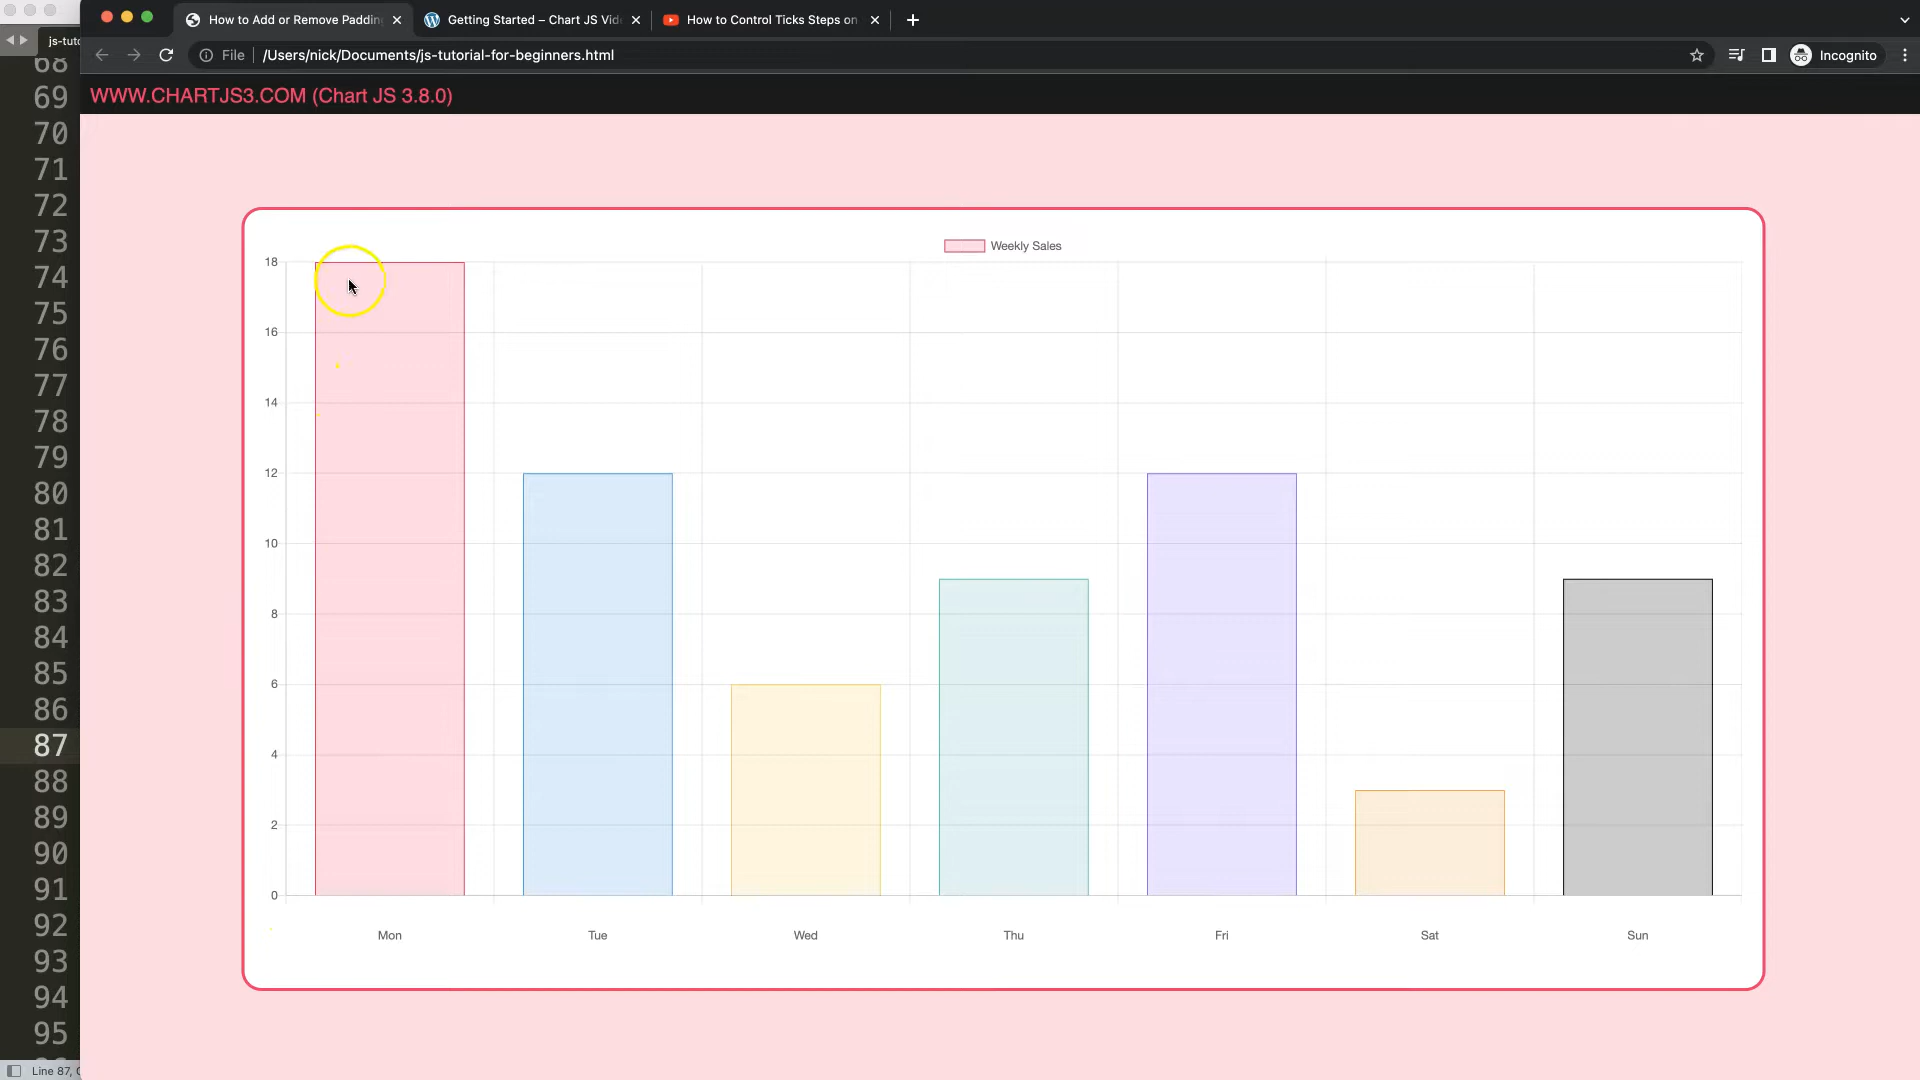 How to Add or Remove Paddin
Getting Started – Chart JS Vid
How to Control Ticks Steps on
js-tut
File
/Users/nick/Documents/js-tutorial-for-beginners.html
Incognito
WWW.CHARTJS3.COM (Chart JS 3.8.0)
68
69
70
71
72
73
74
75
76
77
78
79
80
81
82
83
84
85
86
87
88
89
90
91
92
93
94
95
Line 87,
Weekly Sales
18
16
14
12
10
8
6
4
2
0
Mon
Tue
Wed
Thu
Fri
Sat
Sun